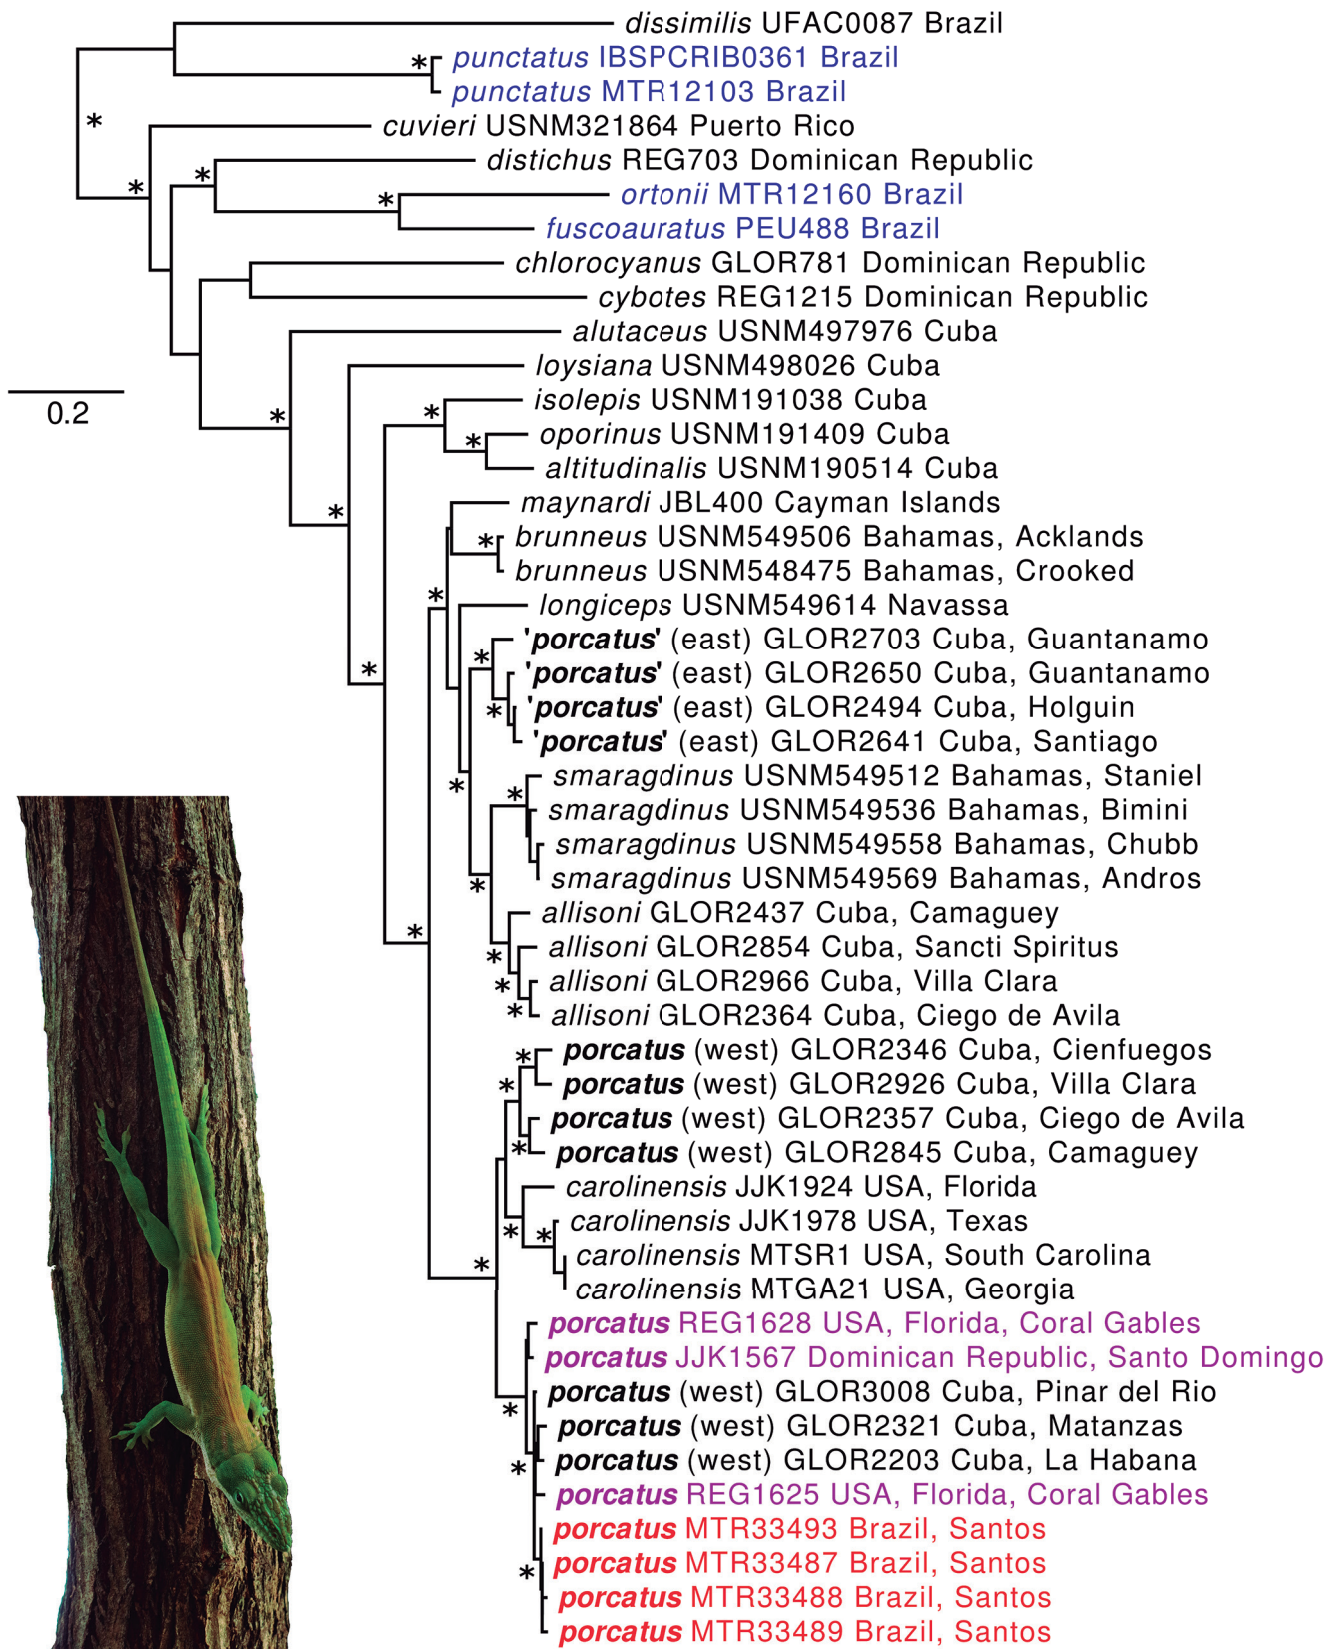 dissimilis UFAC0087 Brazil
* punctatus IBSPCRIB0361 Brazil
punctatus MTR12103 Brazil
*
cuvieri USNM321864 Puerto Rico
distichus REG703 Dominican Republic
*
*
* ortonii MTR12160 Brazil
fuscoauratus PEU488 Brazil
chlorocyanus GLOR781 Dominican Republic
cybotes REG1215 Dominican Republic
alutaceus USNM497976 Cuba
loysiana USNM498026 Cuba
0.2
isolepis USNM191038 Cuba
*
*
oporinus USNM191409 Cuba
*
altitudinalis USNM190514 Cuba
maynardi JBL400 Cayman Islands
*
* brunneus USNM549506 Bahamas, Acklands
brunneus USNM548475 Bahamas, Crooked
*
longiceps USNM549614 Navassa
'porcatus' (east) GLOR2703 Cuba, Guantanamo
*
*
'porcatus' (east) GLOR2650 Cuba, Guantanamo
* 'porcatus' (east) GLOR2494 Cuba, Holguin
'porcatus' (east) GLOR2641 Cuba, Santiago
smaragdinus USNM549512 Bahamas, Staniel
*
*
smaragdinus USNM549536 Bahamas, Bimini
smaragdinus USNM549558 Bahamas, Chubb
smaragdinus USNM549569 Bahamas, Andros
*
allisoni GLOR2437 Cuba, Camaguey
*
allisoni GLOR2854 Cuba, Sancti Spiritus
*
allisoni GLOR2966 Cuba, Villa Clara
*
* allisoni GLOR2364 Cuba, Ciego de Avila
* porcatus (west) GLOR2346 Cuba, Cienfuegos
* porcatus (west) GLOR2926 Cuba, Villa Clara
porcatus (west) GLOR2357 Cuba, Ciego de Avila
* porcatus (west) GLOR2845 Cuba, Camaguey
carolinensis JJK1924 USA, Florida
carolinensis JJK1978 USA, Texas
*
*
carolinensis MTSR1 USA, South Carolina
*
carolinensis MTGA21 USA, Georgia
porcatus REG1628 USA, Florida, Coral Gables
porcatus JJK1567 Dominican Republic, Santo Domingo
porcatus (west) GLOR3008 Cuba, Pinar del Rio
*
porcatus (west) GLOR2321 Cuba, Matanzas
porcatus (west) GLOR2203 Cuba, La Habana
*
porcatus REG1625 USA, Florida, Coral Gables
porcatus MTR33493 Brazil, Santos
porcatus MTR33487 Brazil, Santos
*
porcatus MTR33488 Brazil, Santos
porcatus MTR33489 Brazil, Santos